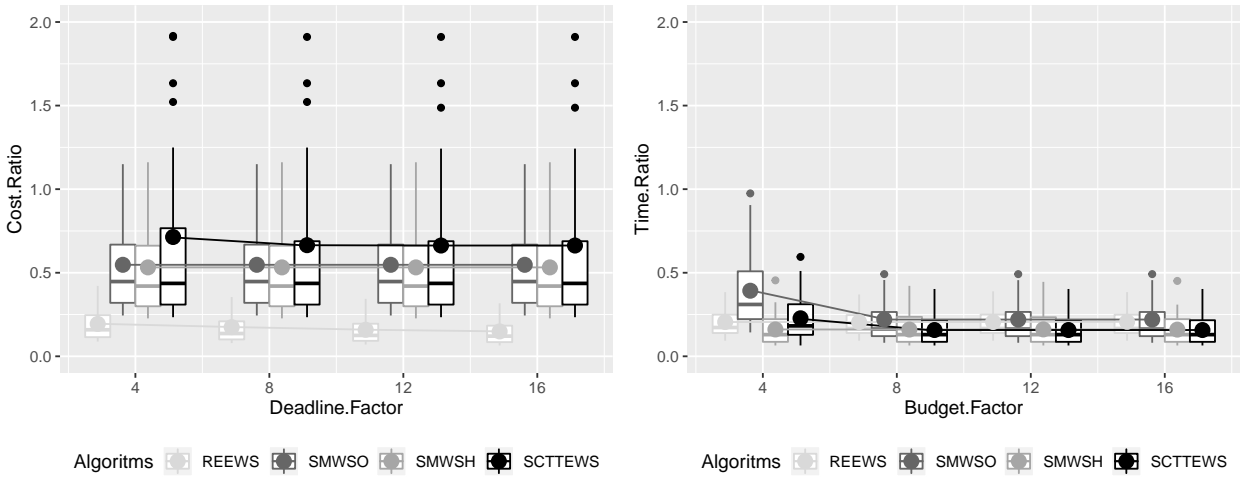 2.0
1.5
1.0
0.5
0.0
Cost.Ratio
4 8 12 16
Deadline.Factor
Algoritms REEWS SMWSO SMWSH SCTTEWS
2.0
1.5
1.0
0.5
0.0
Time.Ratio
4 8 12 16
Budget.Factor
Algoritms REEWS SMWSO SMWSH SCTTEWS